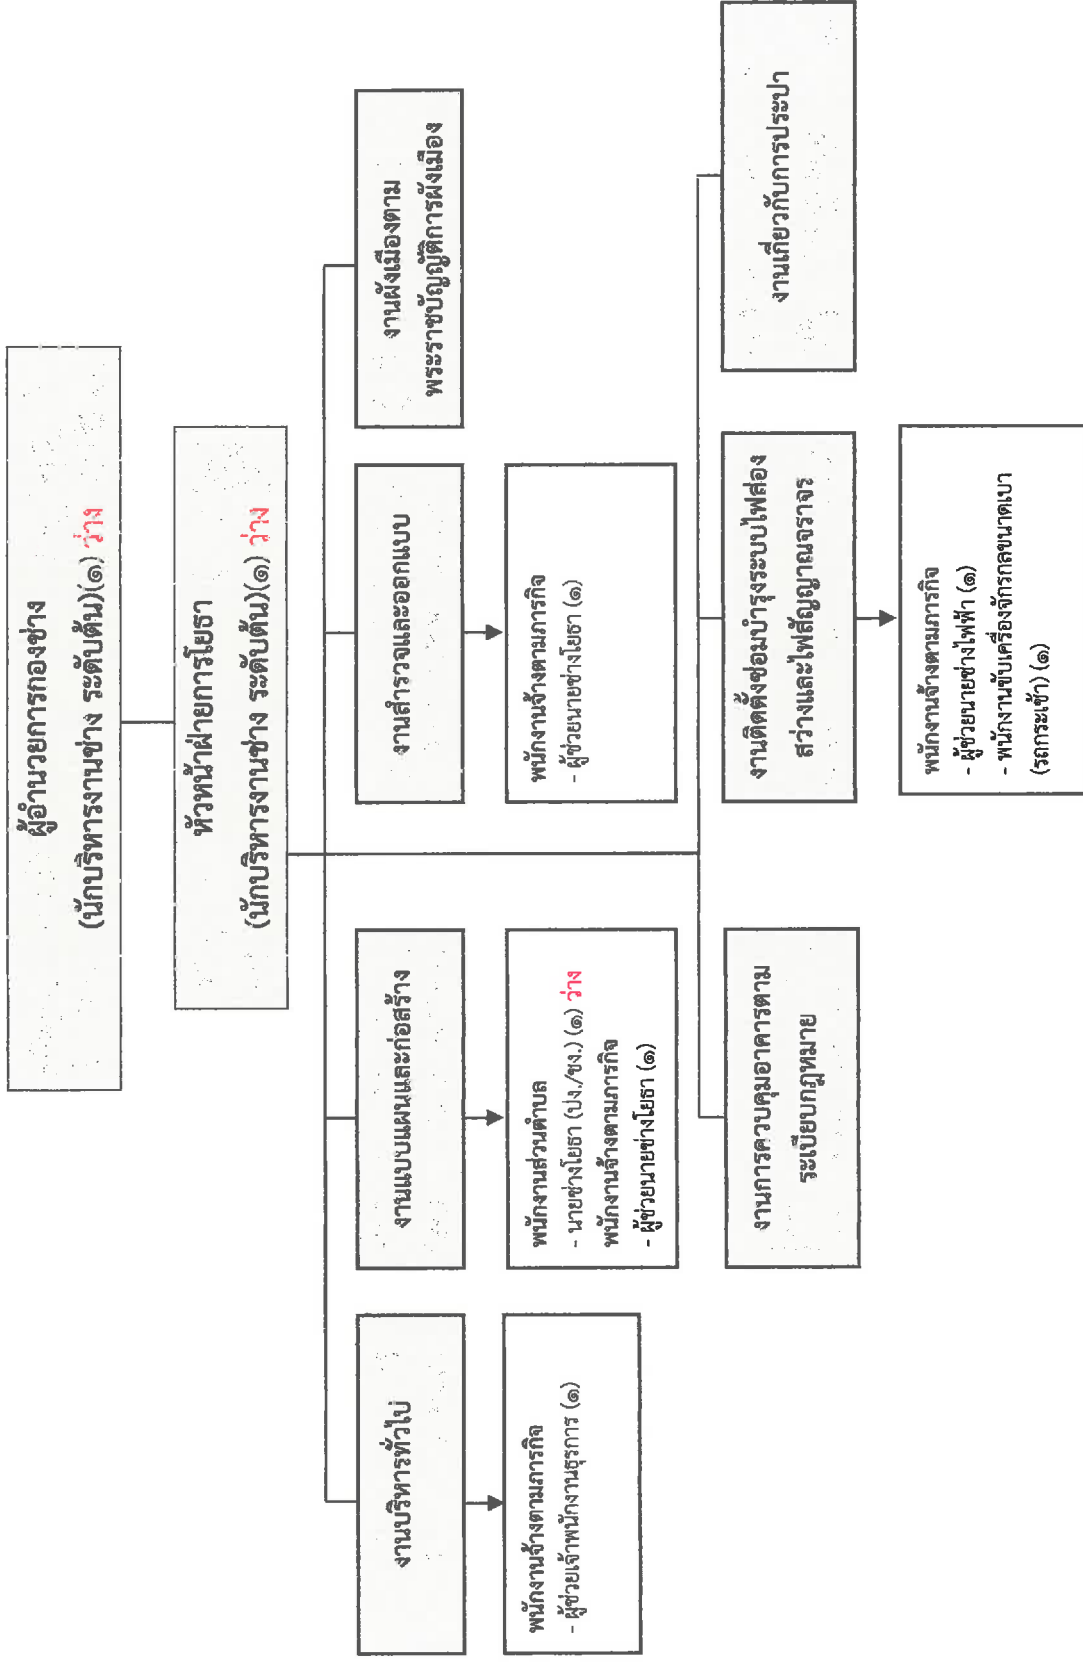 ผู้อำนวยการกองช่าง
(นักบริหารงานช่าง ระดับต้น)(๑) ว่าง
หัวหน้าฝ่ายการโยธา
(นักบริหารงานช่าง ระดับต้น)(๑) ว่าง
งานบริหารทั่วไป
งานแบบแผนและก่อสร้าง
งานสำรวจและออกแบบ
งานผังเมืองตาม
พระราชบัญญัติการผังเมือง
พนักงานจ้างตามภารกิจ
- ผู้ช่วยเจ้าพนักงานธุรการ (๑)
พนักงานส่วนตำบล
- นายช่างโยธา (ปง./ชง.) (๑) ว่าง
พนักงานจ้างตามภารกิจ
- ผู้ช่วยนายช่างโยธา (๑)
พนักงานจ้างตามภารกิจ
- ผู้ช่วยนายช่างโยธา (๑)
งานการควบคุมอาคารตาม
ระเบียบกฎหมาย
งานติดตั้งซ่อมบำรุงระบบไฟส่อง
สว่างและไฟสัญญาณจราจร
งานเกี่ยวกับการประปา
พนักงานจ้างตามภารกิจ
- ผู้ช่วยนายช่างไฟฟ้า (๑)
- พนักงานขับเครื่องจักรกลขนาดเบา
(รถกระเช้า) (๑)